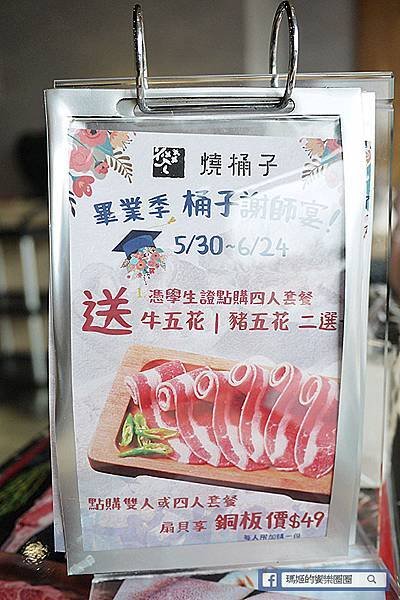 燒桶子
畢業季 桶子謝師宴!
5/30~6/24
憑學生證點購四人套餐
送 牛五花 | 豬五花 二選一
點購雙人或四人套餐
扇貝享 銅板價$49
每人限加購一份
瑪姬的蜜樂圈圈